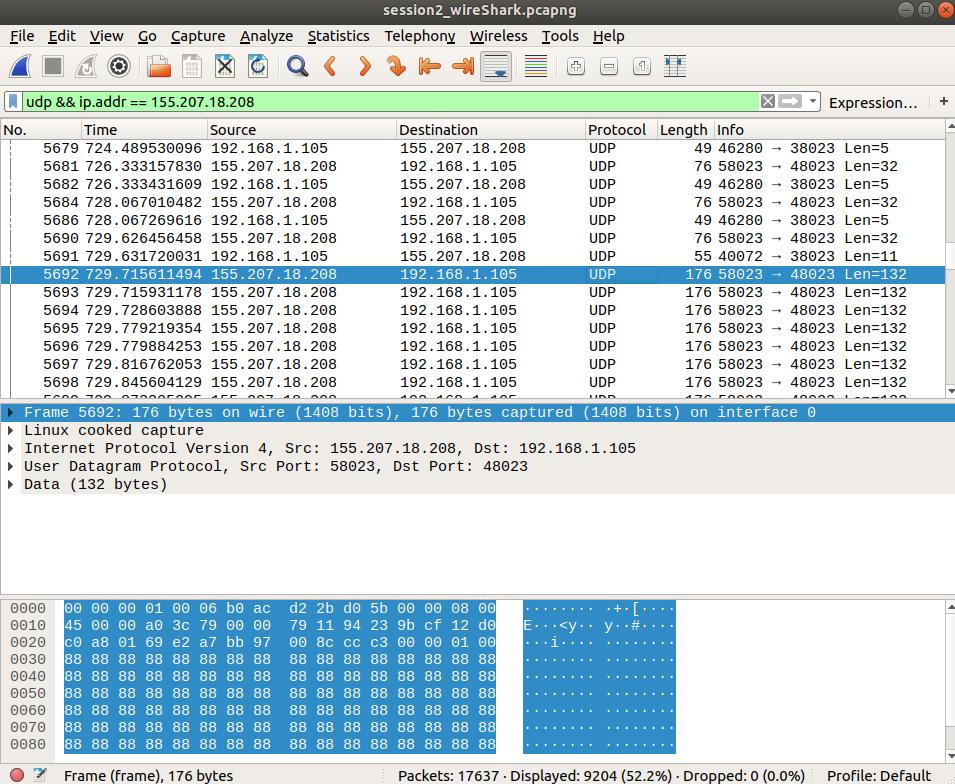 session2_wireShark.pcapng
File Edit View Go Capture Analyze Statistics Telephony Wireless Tools Help
udp && ip.addr == 155.207.18.208 Expression… +
No. Time Source Destination Protocol Length Info
5679 724.489530096 192.168.1.105 155.207.18.208 UDP 49 46280 → 38023 Len=5
5681 726.333157830 155.207.18.208 192.168.1.105 UDP 76 58023 → 48023 Len=32
5682 726.333431609 192.168.1.105 155.207.18.208 UDP 49 46280 → 38023 Len=5
5684 728.067010482 155.207.18.208 192.168.1.105 UDP 76 58023 → 48023 Len=32
5686 728.067269616 192.168.1.105 155.207.18.208 UDP 49 46280 → 38023 Len=5
5690 729.626456458 155.207.18.208 192.168.1.105 UDP 76 58023 → 48023 Len=32
5691 729.631720031 192.168.1.105 155.207.18.208 UDP 55 40072 → 38023 Len=11
5692 729.715611494 155.207.18.208 192.168.1.105 UDP 176 58023 → 48023 Len=132
5693 729.715931178 155.207.18.208 192.168.1.105 UDP 176 58023 → 48023 Len=132
5694 729.728603888 155.207.18.208 192.168.1.105 UDP 176 58023 → 48023 Len=132
5695 729.779219354 155.207.18.208 192.168.1.105 UDP 176 58023 → 48023 Len=132
5696 729.779884253 155.207.18.208 192.168.1.105 UDP 176 58023 → 48023 Len=132
5697 729.816762053 155.207.18.208 192.168.1.105 UDP 176 58023 → 48023 Len=132
5698 729.845604129 155.207.18.208 192.168.1.105 UDP 176 58023 → 48023 Len=132
Frame 5692: 176 bytes on wire (1408 bits), 176 bytes captured (1408 bits) on interface 0
Linux cooked capture
Internet Protocol Version 4, Src: 155.207.18.208, Dst: 192.168.1.105
User Datagram Protocol, Src Port: 58023, Dst Port: 48023
Data (132 bytes)
0000 00 00 00 01 00 06 b0 ac d2 2b d0 5b 00 00 08 00 ········ ·+·[····
0010 45 00 00 a0 3c 79 00 00 79 11 94 23 9b cf 12 d0 E···<y·· y··#····
0020 c0 a8 01 69 e2 a7 bb 97 00 8c cc c3 00 00 01 00 ···i···· ········
0030 88 88 88 88 88 88 88 88 88 88 88 88 88 88 88 88 ········ ········
0040 88 88 88 88 88 88 88 88 88 88 88 88 88 88 88 88 ········ ········
0050 88 88 88 88 88 88 88 88 88 88 88 88 88 88 88 88 ········ ········
0060 88 88 88 88 88 88 88 88 88 88 88 88 88 88 88 88 ········ ········
0070 88 88 88 88 88 88 88 88 88 88 88 88 88 88 88 88 ········ ········
0080 88 88 88 88 88 88 88 88 88 88 88 88 88 88 88 88 ········ ········
Frame (frame), 176 bytes Packets: 17637 · Displayed: 9204 (52.2%) · Dropped: 0 (0.0%) Profile: Default